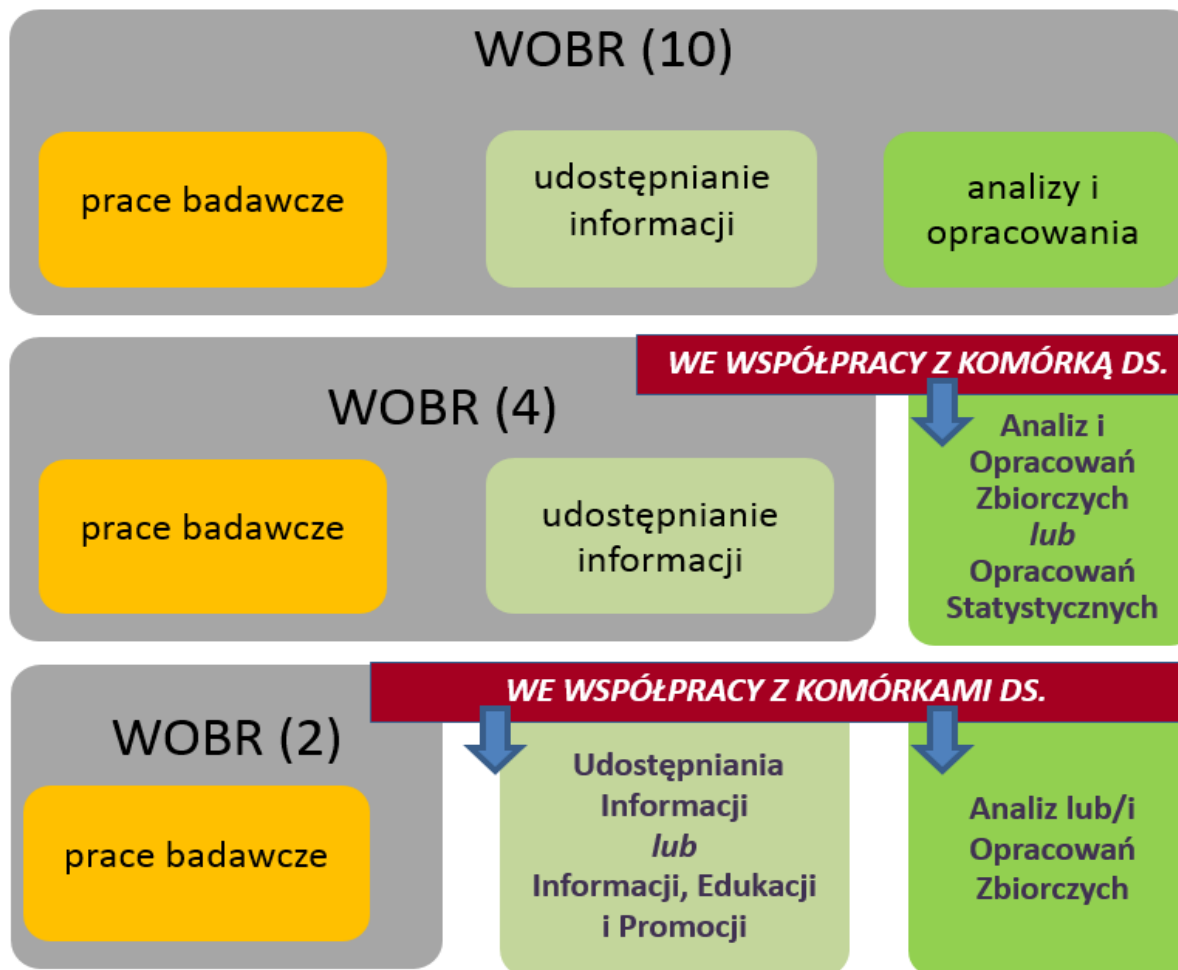 WOBR (10)
prace badawcze
udostępnianie
informacji
analizy i
opracowania
WE WSPÓŁPRACY Z KOMÓRKĄ DS.
WOBR (4)
prace badawcze
udostępnianie
informacji
Analiz i
Opracowań
Zbiorczych
lub
Opracowań
Statystycznych
WE WSPÓŁPRACY Z KOMÓRKAMI DS.
WOBR (2)
prace badawcze
Udostępniania
Informacji
lub
Informacji, Edukacji
i Promocji
Analiz lub/i
Opracowań
Zbiorczych